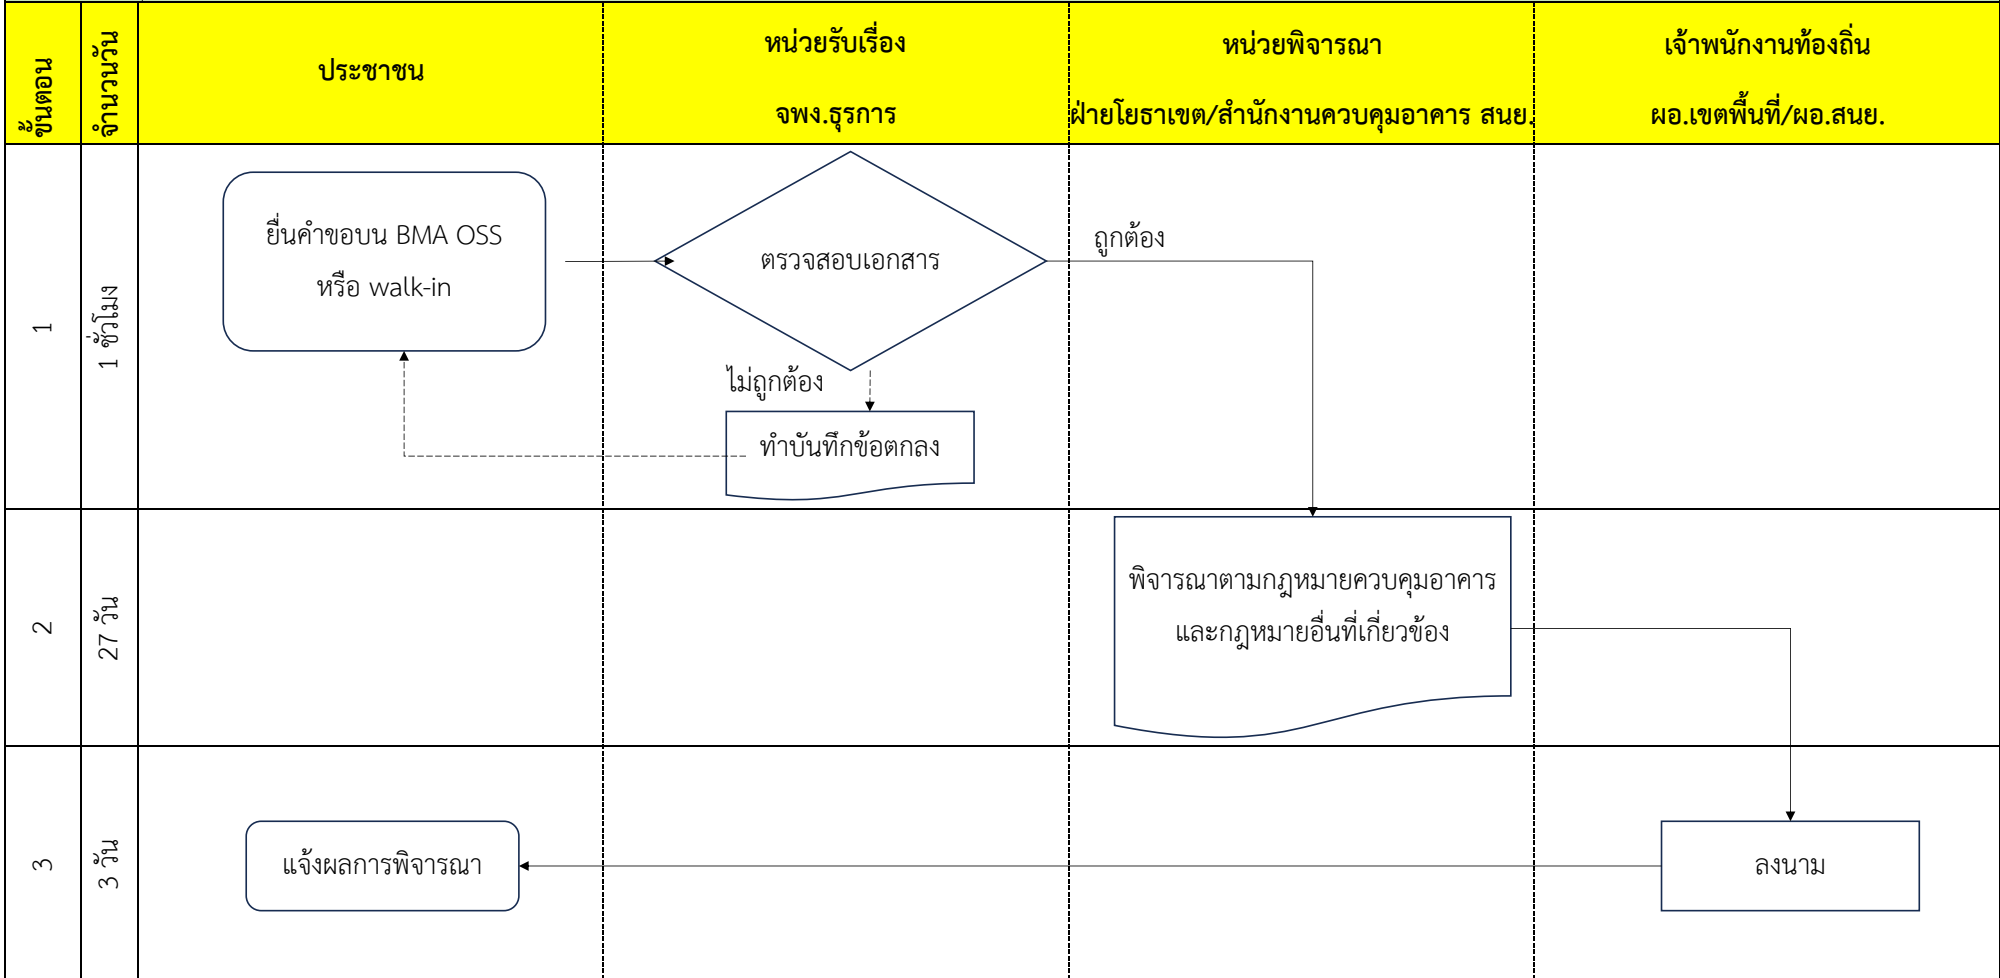 ขั้นตอน
จำนวนวัน
ประชาชน
หน่วยรับเรื่อง
จพง.ธุรการ
หน่วยพิจารณา
ฝ่ายโยธาเขต/สำนักงานควบคุมอาคาร สนย.
เจ้าพนักงานท้องถิ่น
ผอ.เขตพื้นที่/ผอ.สนย.
1
1 ชั่วโมง
ยื่นคำขอบน BMA OSS
หรือ walk-in
ตรวจสอบเอกสาร
ถูกต้อง
ไม่ถูกต้อง
ทำบันทึกข้อตกลง
2
27 วัน
พิจารณาตามกฎหมายควบคุมอาคาร
และกฎหมายอื่นที่เกี่ยวข้อง
3
3 วัน
แจ้งผลการพิจารณา
ลงนาม